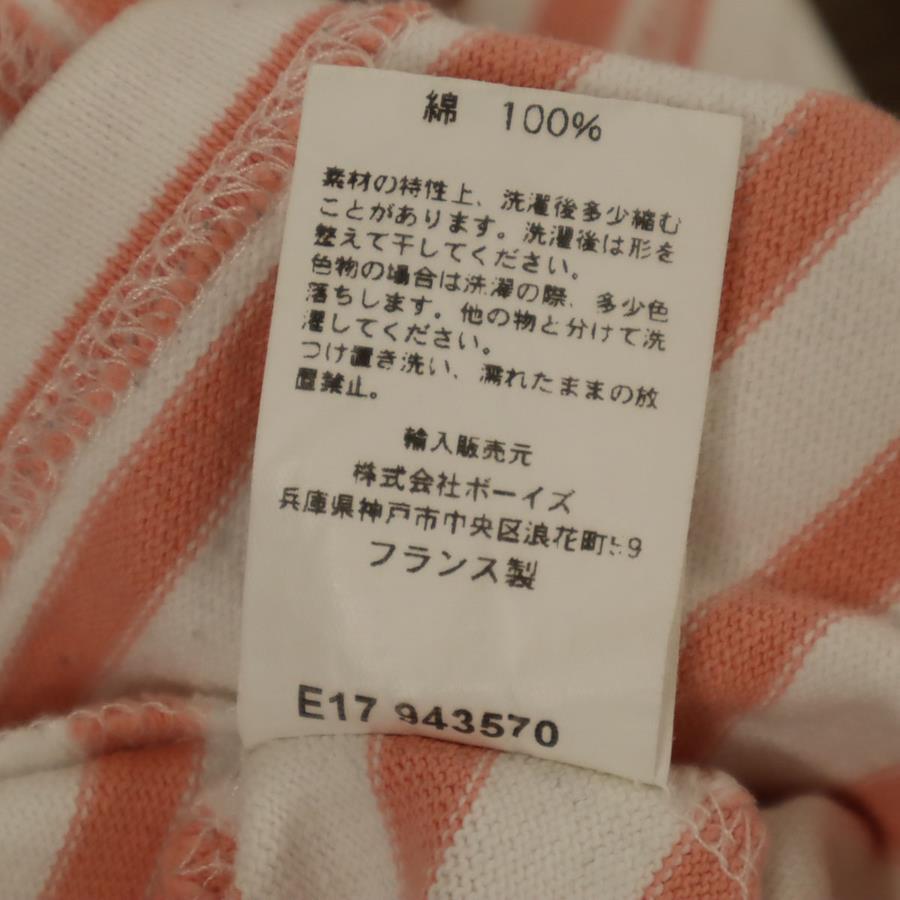 綿 100%
素材の特性上、洗濯後多少縮む
ことがあります。洗濯後は形を
整えて干してください。
色物の場合は洗濯の際、多少色
落ちします。他の物と分けて洗
濯してください。
つけ置き洗い、濡れたままの放
置禁止。
輸入販売元
株式会社ボーイズ
兵庫県神戸市中央区浪花町59
フランス製
E17 943570